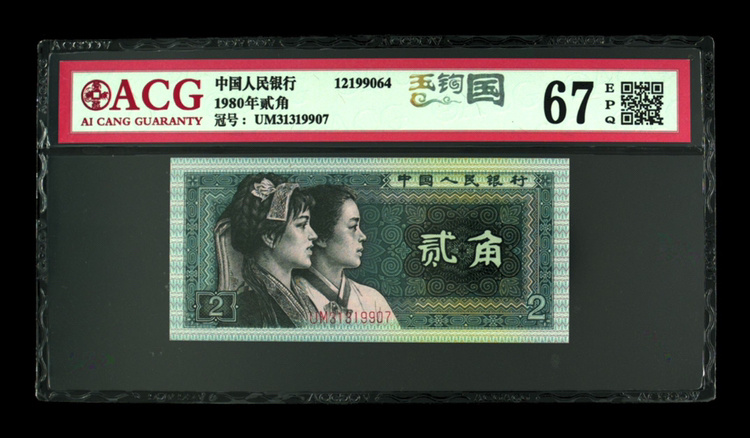 ACG
AI CANG GUARANTY
中国人民银行 12199064
1980年贰角
冠号: UM31319907
玉钩国
67
EPQ
中国人民银行
贰角
2
UM31319907
2